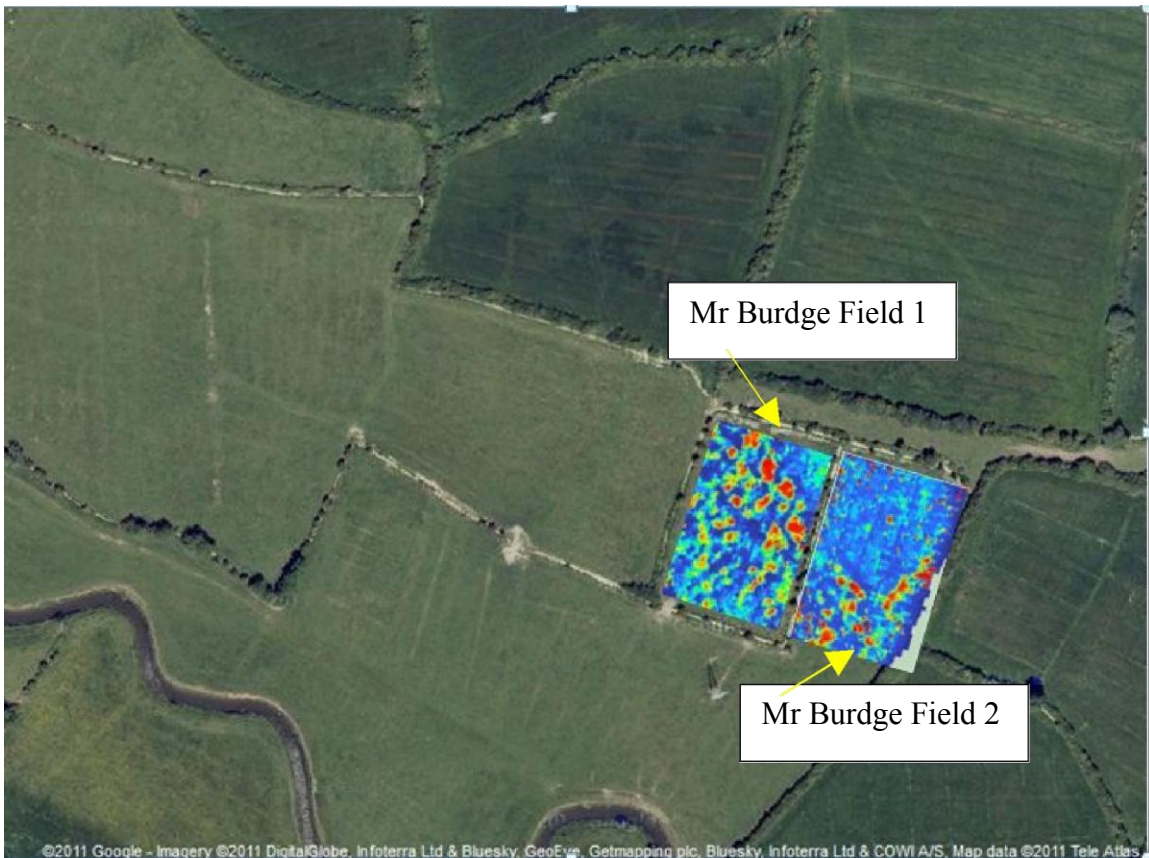 Mr Burdge Field 1
Mr Burdge Field 2
©2011 Google - Imagery ©2011 DigitalGlobe, Infoterra Ltd & Bluesky, GeoEye, Getmapping plc, Bluesky, Infoterra Ltd & COWI A/S, Map data ©2011 Tele Atlas